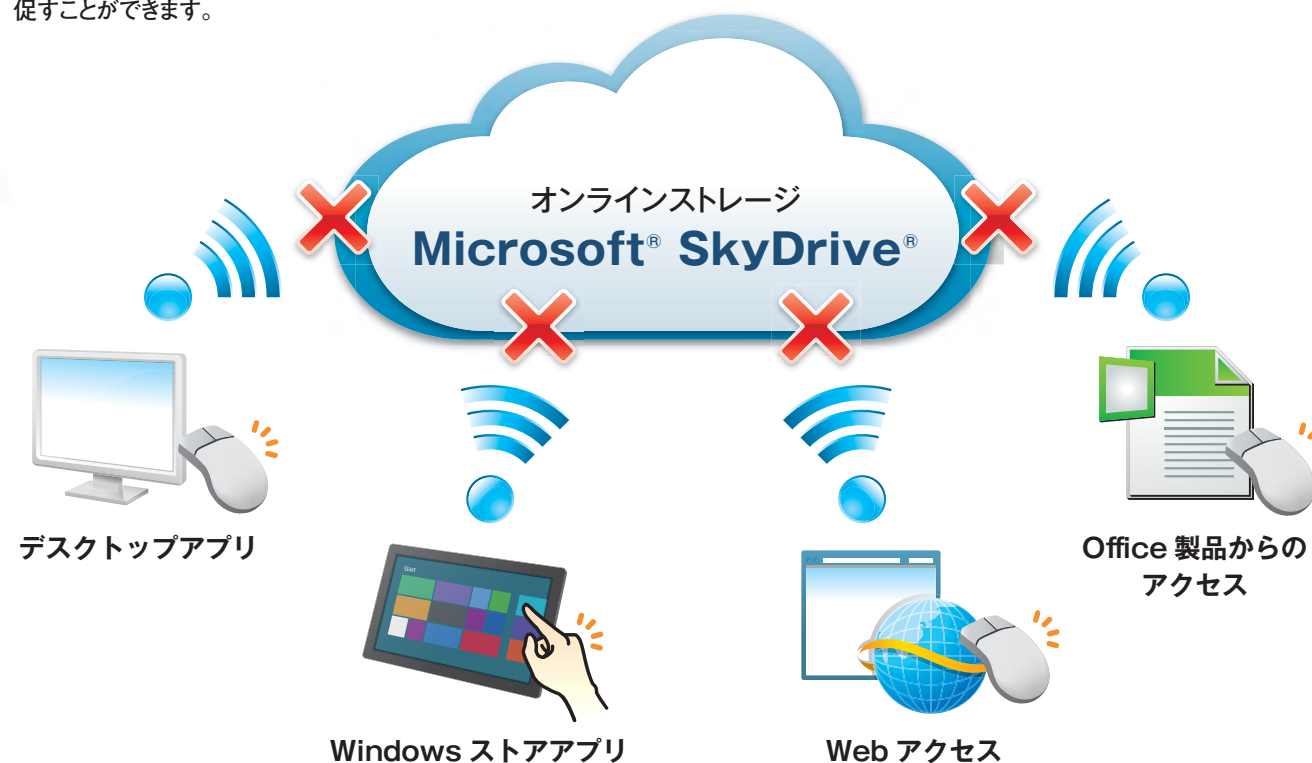 促すことができます。
オンラインストレージ
Microsoft® SkyDrive®
デスクトップアプリ
Office 製品からの
アクセス
Start
Windows ストアアプリ
Web アクセス